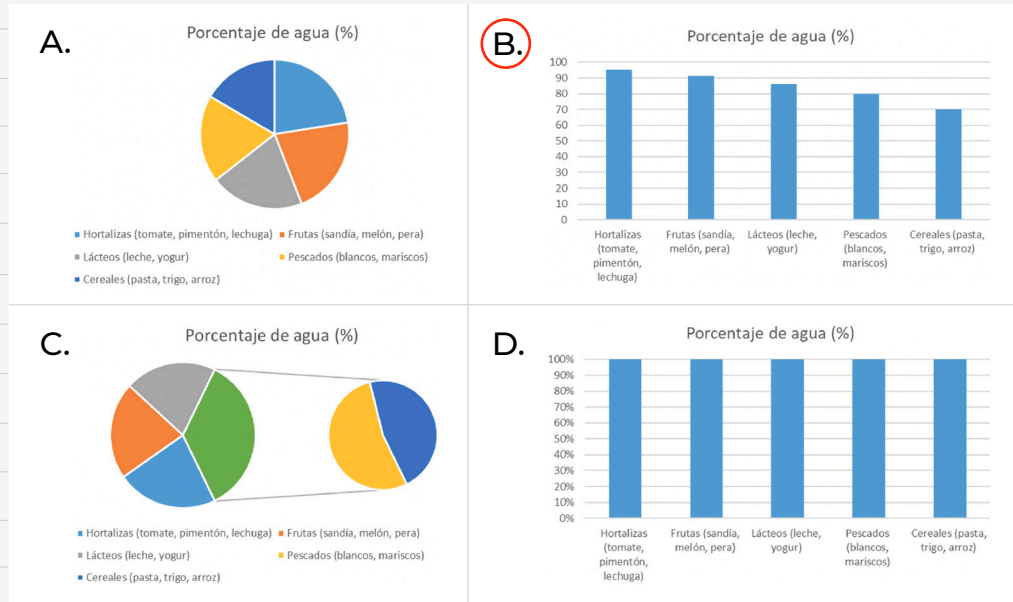 A.
Porcentaje de agua (%)
Hortalizas (tomate, pimentón, lechuga)
Frutas (sandía, melón, pera)
Lácteos (leche, yogur)
Pescados (blancos, mariscos)
Cereales (pasta, trigo, arroz)
B.
Porcentaje de agua (%)
100
90
80
70
60
50
40
30
20
10
0
Hortalizas
(tomate,
pimentón,
lechuga)
Frutas (sandía,
melón, pera)
Lácteos (leche,
yogur)
Pescados
(blancos,
mariscos)
Cereales (pasta,
trigo, arroz)
C.
Porcentaje de agua (%)
Hortalizas (tomate, pimentón, lechuga)
Frutas (sandía, melón, pera)
Lácteos (leche, yogur)
Pescados (blancos, mariscos)
Cereales (pasta, trigo, arroz)
D.
Porcentaje de agua (%)
100%
90%
80%
70%
60%
50%
40%
30%
20%
10%
0%
Hortalizas
(tomate,
pimentón,
lechuga)
Frutas (sandía,
melón, pera)
Lácteos (leche,
yogur)
Pescados
(blancos,
mariscos)
Cereales (pasta,
trigo, arroz)